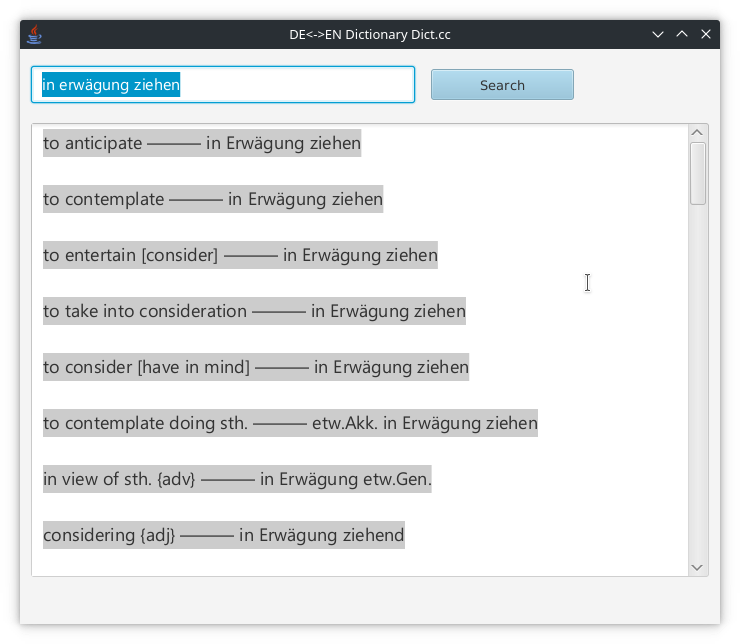 DE<->EN Dictionary Dict.cc
in erwägung ziehen
Search
to anticipate ——— in Erwägung ziehen
to contemplate ——— in Erwägung ziehen
to entertain [consider] ——— in Erwägung ziehen
to take into consideration ——— in Erwägung ziehen
to consider [have in mind] ——— in Erwägung ziehen
to contemplate doing sth. ——— etw.Akk. in Erwägung ziehen
in view of sth. {adv} ——— in Erwägung etw.Gen.
considering {adj} ——— in Erwägung ziehend